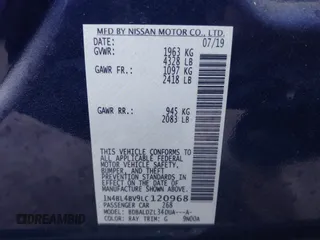 MFD BY NISSAN MOTOR CO., LTD.
DATE: 07/19
GVWR: 1963 KG
4328 LB
GAWR FR: 1097 KG
2418 LB
GAWR RR: 945 KG
2083 LB
THIS VEHICLE CONFORMS TO ALL
APPLICABLE U.S. FEDERAL MOTOR VEHICLE
SAFETY, BUMPER, AND THEFT PREVENTION
STANDARDS IN EFFECT ON THE DATE OF
MANUFACTURE SHOWN ABOVE.
1N4BL4BV9LC120968
PASSENGER CAR 268
MODEL:
COLOR: RAY TRIM: G